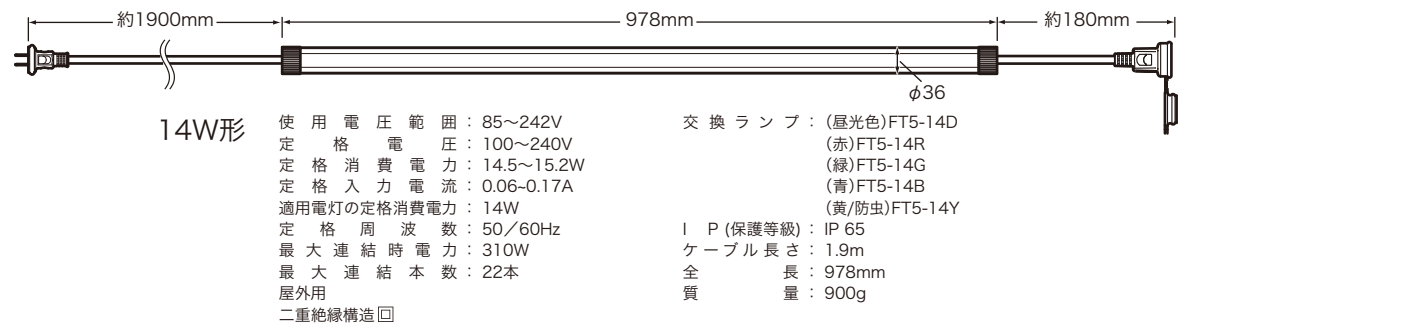 約1900mm 978mm 約180mm
φ36
14W形
使用電圧範囲：85～242V
定格電圧：100～240V
定格消費電力：14.5～15.2W
定格入力電流：0.06~0.17A
適用電灯の定格消費電力：14W
定格周波数：50／60Hz
最大連結時電力：310W
最大連結本数：22本
屋外用
二重絶縁構造回
交換ランプ：(昼光色)FT5-14D
(赤)FT5-14R
(緑)FT5-14G
(青)FT5-14B
(黄/防虫)FT5-14Y
I P (保護等級)：IP 65
ケーブル長さ：1.9m
全長：978mm
質量：900g